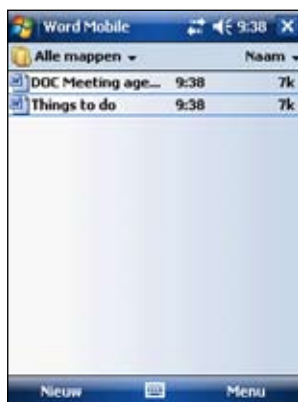 Word Mobile 9:38
Alle mappen Naam
DOC Meeting age... 9:38 7k
Things to do 9:38 7k
Nieuw Menu